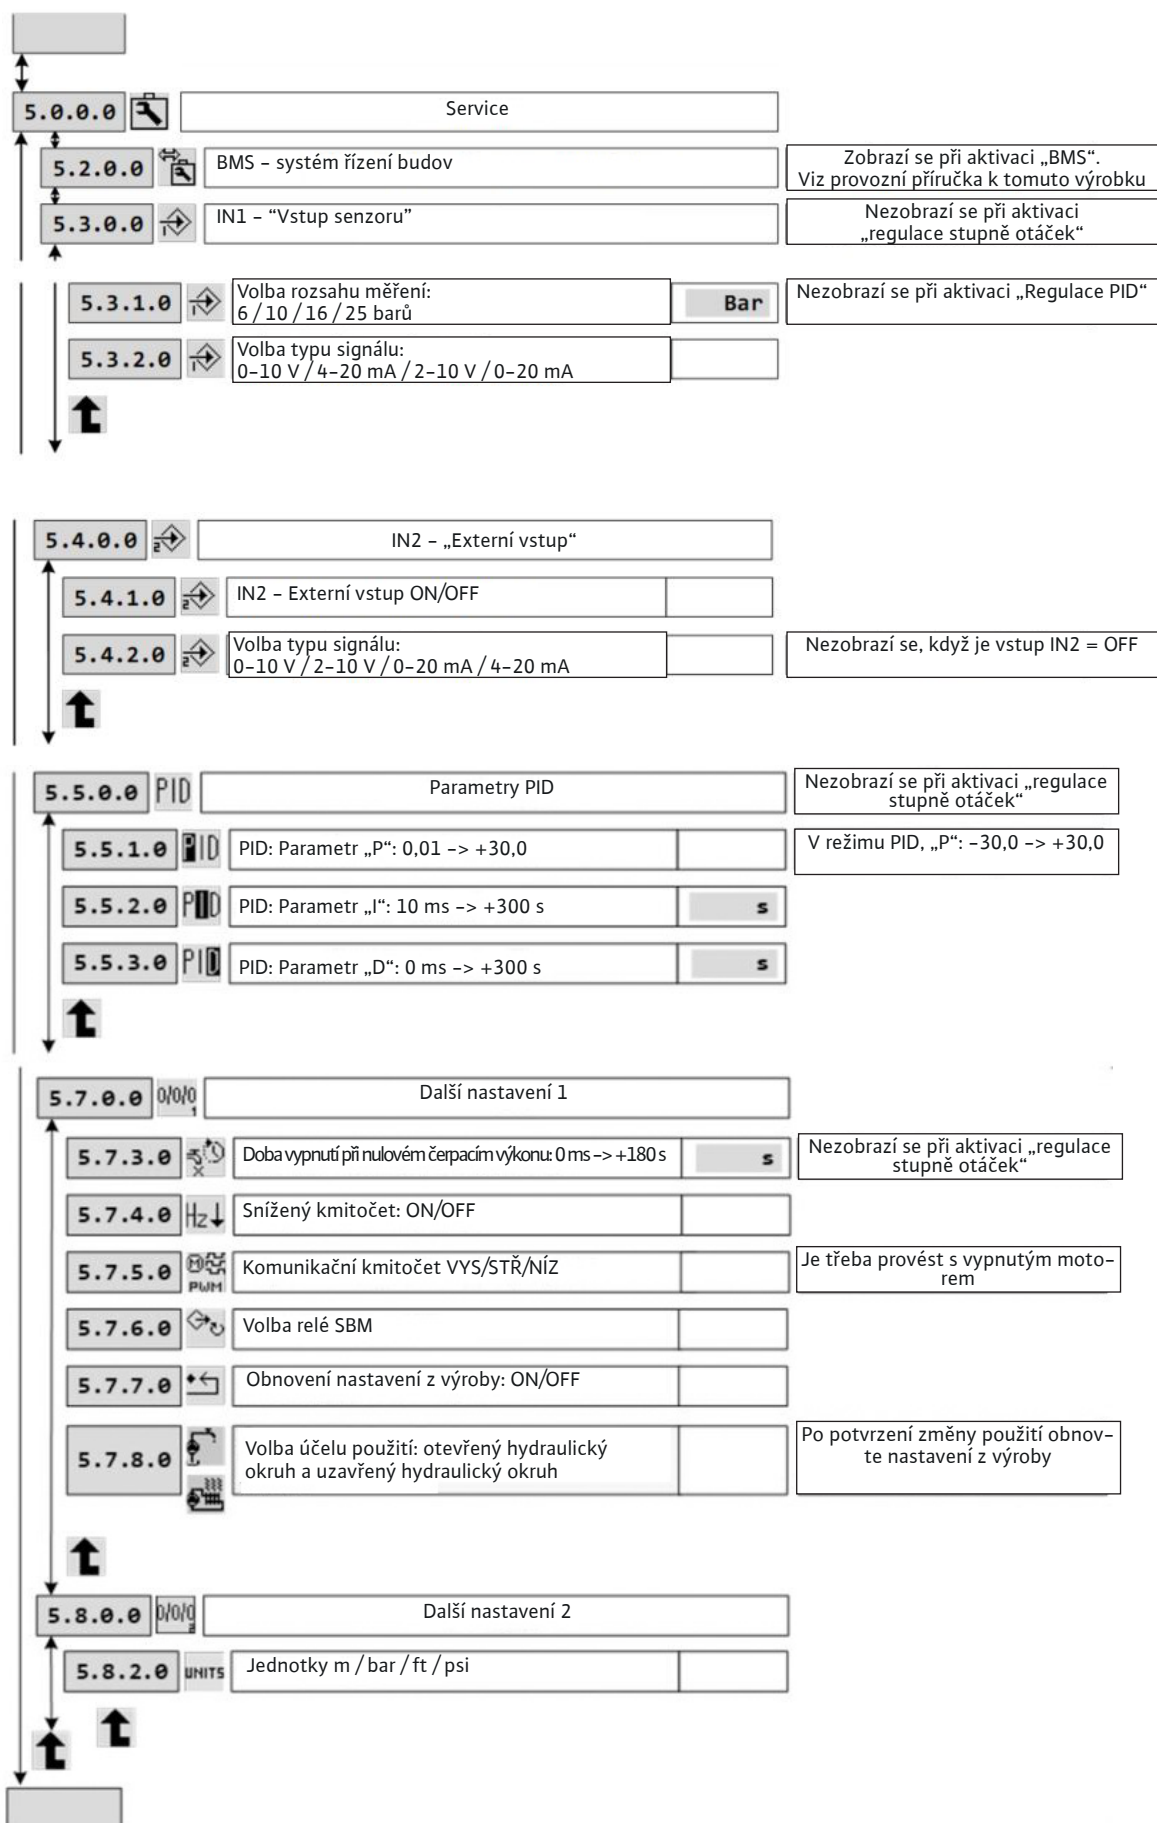 5.0.0.0 Service
5.2.0.0 BMS – systém řízení budov
Zobrazí se při aktivaci „BMS“.
Viz provozní příručka k tomuto výrobku
5.3.0.0 IN1 – “Vstup senzoru”
Nezobrazí se při aktivaci
„regulace stupně otáček“
5.3.1.0 Volba rozsahu měření:
6 / 10 / 16 / 25 barů
Bar
Nezobrazí se při aktivaci „Regulace PID“
5.3.2.0 Volba typu signálu:
0–10 V / 4–20 mA / 2–10 V / 0–20 mA
5.4.0.0 IN2 – „Externí vstup“
5.4.1.0 IN2 – Externí vstup ON/OFF
5.4.2.0 Volba typu signálu:
0–10 V / 2–10 V / 0–20 mA / 4–20 mA
Nezobrazí se, když je vstup IN2 = OFF
5.5.0.0 PID Parametry PID
Nezobrazí se při aktivaci „regulace
stupně otáček“
5.5.1.0 PID PID: Parametr „P“: 0,01 –> +30,0
V režimu PID, „P“: –30,0 –> +30,0
5.5.2.0 PID PID: Parametr „I“: 10 ms –> +300 s s
5.5.3.0 PID PID: Parametr „D“: 0 ms –> +300 s s
5.7.0.0 0/0/0 1 Další nastavení 1
5.7.3.0 Doba vypnutí při nulovém čerpacím výkonu: 0 ms –> +180 s s
Nezobrazí se při aktivaci „regulace
stupně otáček“
5.7.4.0 Hz Snížený kmitočet: ON/OFF
5.7.5.0 M PWM Komunikační kmitočet VYS/STŘ/NÍZ
Je třeba provést s vypnutým moto–
rem
5.7.6.0 Volba relé SBM
5.7.7.0 Obnovení nastavení z výroby: ON/OFF
5.7.8.0 Volba účelu použití: otevřený hydraulický
okruh a uzavřený hydraulický okruh
Po potvrzení změny použití obnov–
te nastavení z výroby
5.8.0.0 0/0/0 2 Další nastavení 2
5.8.2.0 UNITS Jednotky m / bar / ft / psi